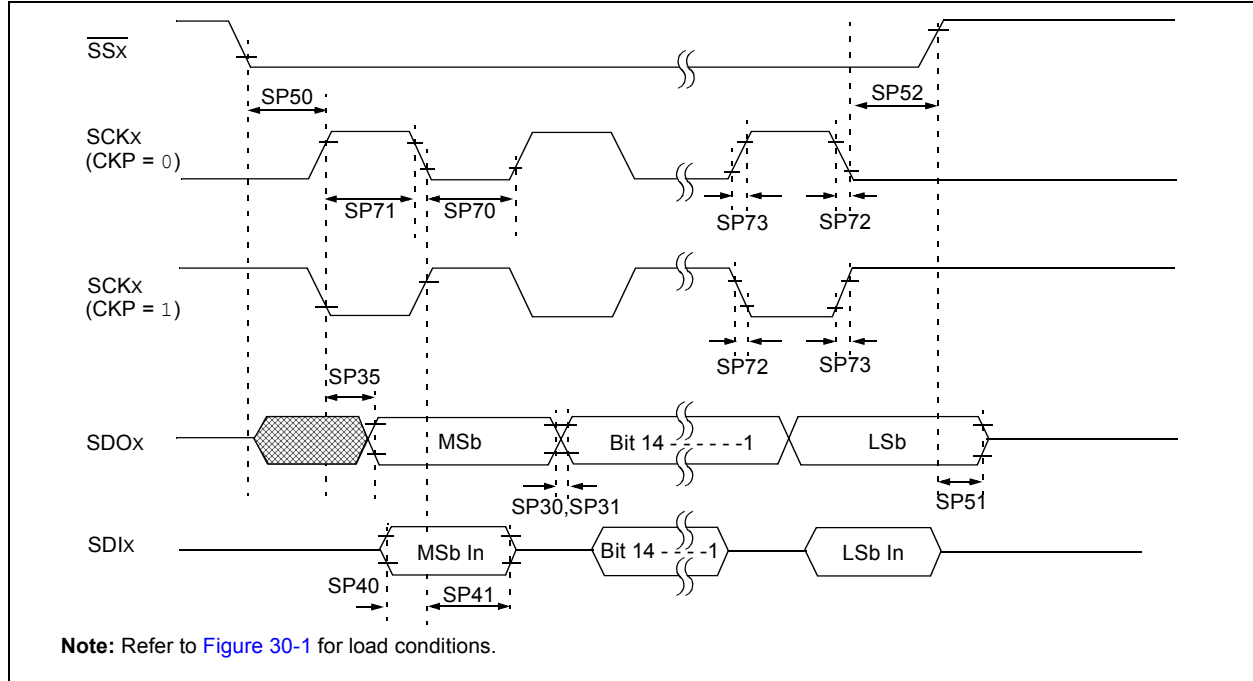 SSx
SP50
SP52
SCKx
(CKP = 0)
SP71
SP70
SP73
SP72
SCKx
(CKP = 1)
SP72
SP73
SP35
SDOx
MSb
Bit 14 - - - - - -1
LSb
SP30,SP31
SP51
SDIx
MSb In
Bit 14 - - - -1
LSb In
SP40
SP41
Note: Refer to Figure 30-1 for load conditions.